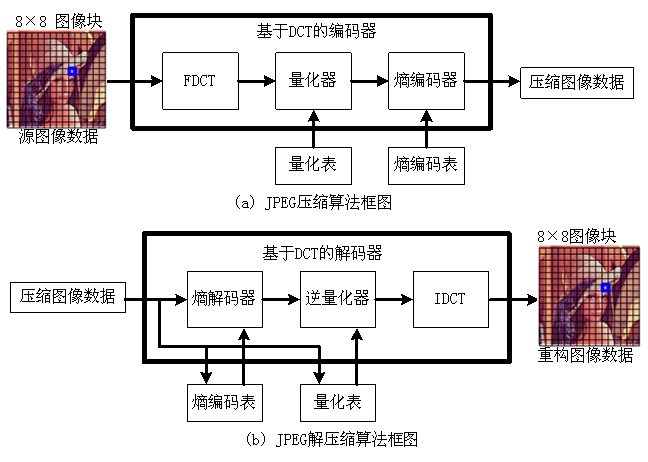 8×8 图像块
基于DCT的编码器
FDCT
量化器
熵编码器
压缩图像数据
源图像数据
量化表
熵编码表
(a) JPEG压缩算法框图
基于DCT的解码器
8×8图像块
压缩图像数据
熵解码器
逆量化器
IDCT
重构图像数据
熵编码表
量化表
(b) JPEG解压缩算法框图